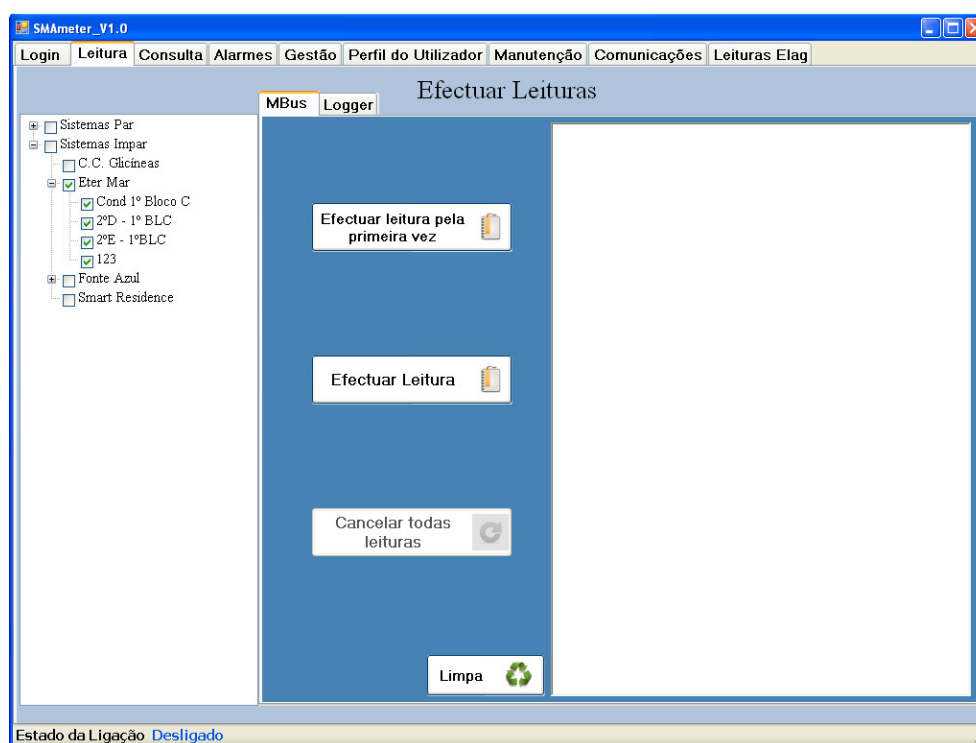 SMAmeter_V1.0
Login Leitura Consulta Alarmes Gestão Perfil do Utilizador Manutenção Comunicações Leituras Elag
Efectuar Leituras
MBus Logger
Sistemas Par
Sistemas Impar
C.C. Glicíneas
Eter Mar
Cond 1º Bloco C
2ºD - 1º BLC
2ºE - 1ºBLC
123
Fonte Azul
Smart Residence
Efectuar leitura pela
primeira vez
Efectuar Leitura
Cancelar todas
leituras
Limpa
Estado da Ligação Desligado